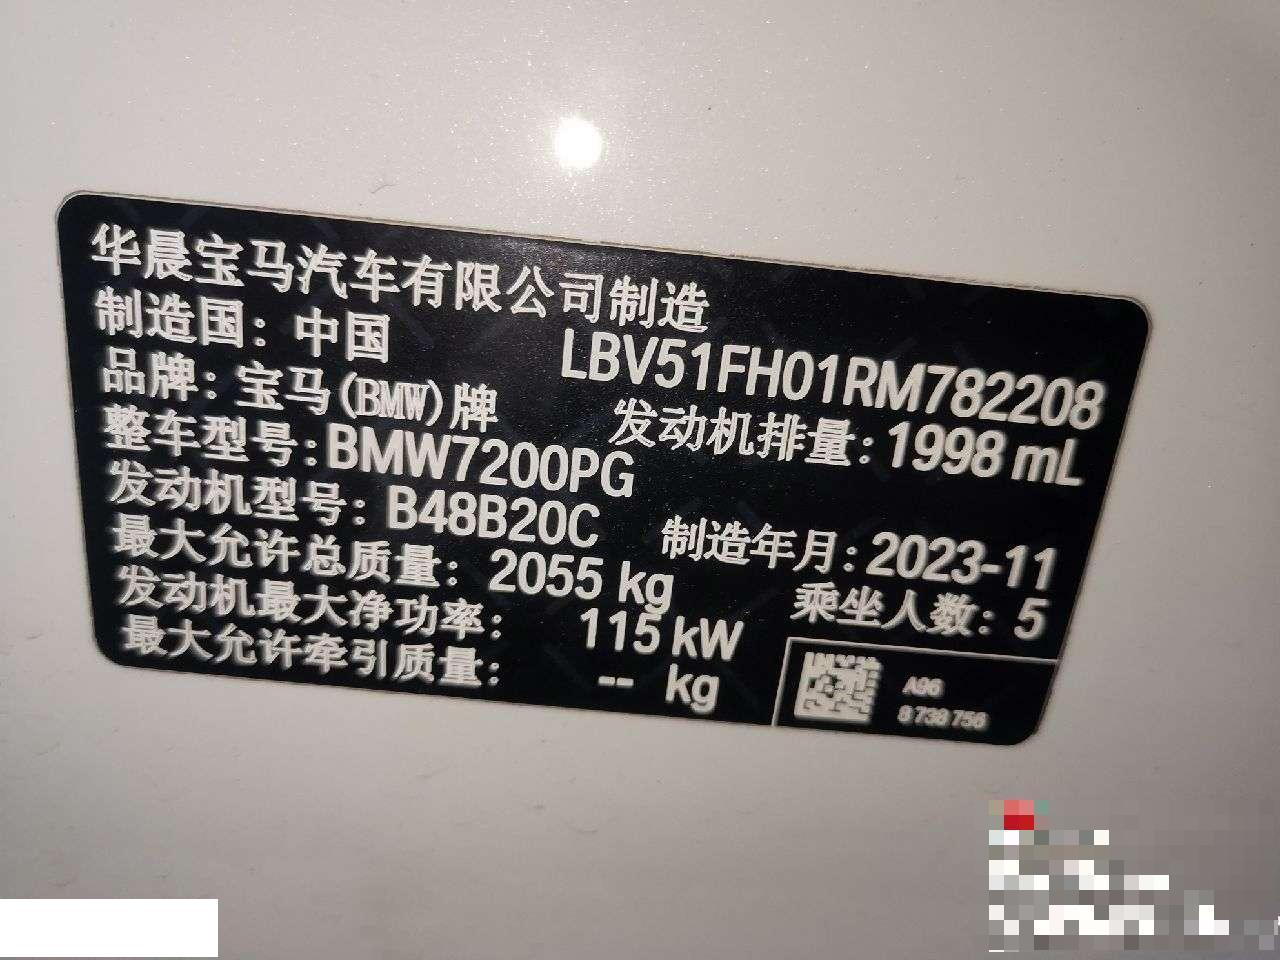 华晨宝马汽车有限公司制造
制造国：中国
LBV51FH01RM782208
品牌：宝马(BMW)牌
发动机排量：1998 mL
整车型号：BMW7200PG
发动机型号：B48B20C
制造年月：2023-11
最大允许总质量：2055 kg
乘坐人数：5
发动机最大净功率：115 kW
最大允许牵引质量：-- kg
A96
8 738 756